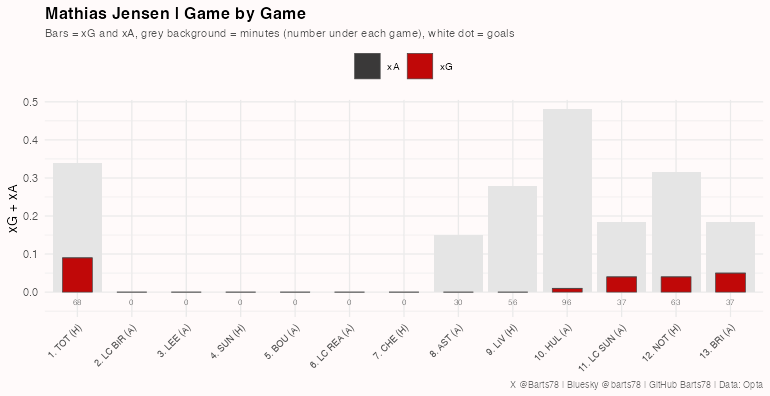 Mathias Jensen | Game by Game
Bars = xG and xA, grey background = minutes (number under each game), white dot = goals
xA xG
xG + xA
0.5
0.4
0.3
0.2
0.1
0.0
68 0 0 0 0 0 0 30 56 96 37 63 37
1. TOT (H)
2. LC BIR (A)
3. LEE (A)
4. SUN (H)
5. BOU (A)
6. LC REA (A)
7. CHE (H)
8. AST (A)
9. LIV (H)
10. HUL (A)
11. LC SUN (A)
12. NOT (H)
13. BRI (A)
X @Barts78 | Bluesky @barts78 | GitHub Barts78 | Data: Opta